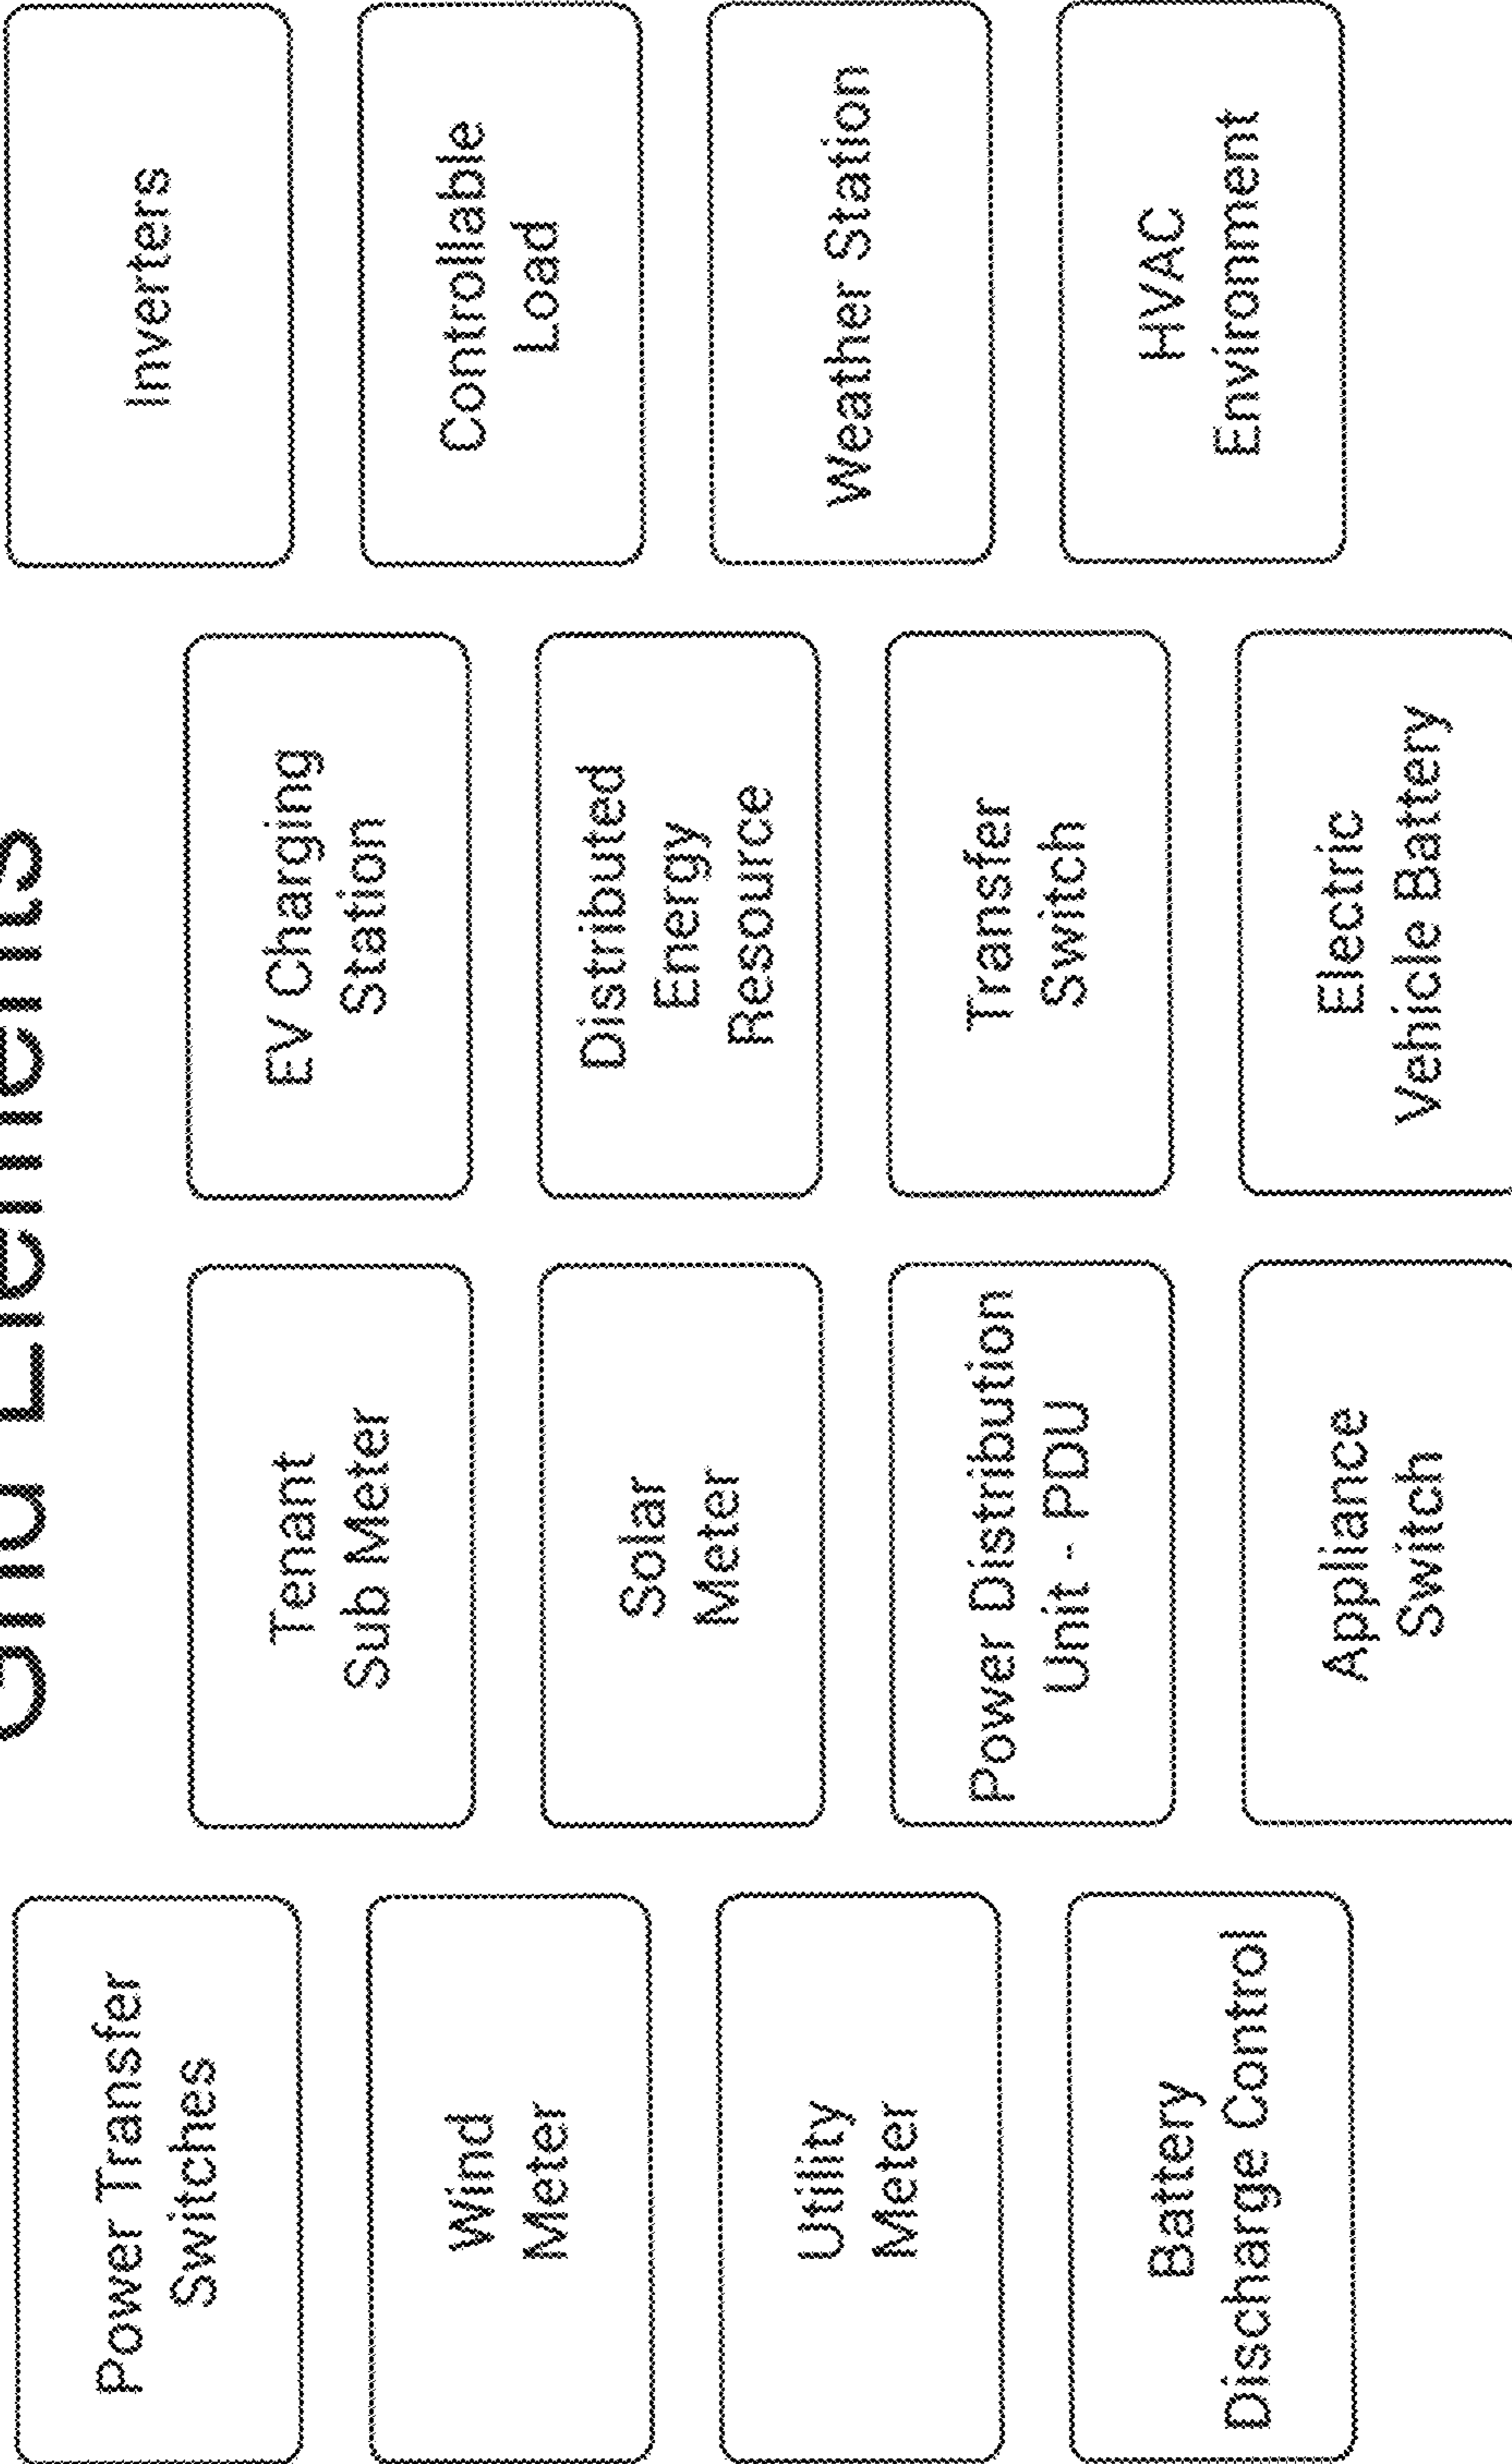 Grid Elements
Power Transfer
Switches
Tenant
Sub Meter
EV Charging
Station
Inverters
Wind
Meter
Solar
Meter
Distributed
Energy
Resource
Controllable
Load
Utility
Meter
Power Distribution
Unit - PDU
Transfer
Switch
Weather Station
Battery
Discharge Control
Appliance
Switch
Electric
Vehicle Battery
HVAC
Environment